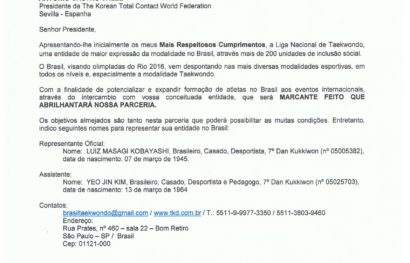 Presidente da The Korean Total Contact World Federation
Sevilla - Espanha
Senhor Presidente,
Apresentando-lhe inicialmente os meus Mais Respeitosos Cumprimentos, a Liga Nacional de Taekwondo,
uma entidade de maior expressão da modalidade no Brasil, através mais de 200 unidades de inclusão social.
O Brasil, visando olimpíadas do Rio 2016, vem despontando nas mais diversas modalidades esportivas, em
todos os níveis e, especialmente a modalidade Taekwondo.
Com a finalidade de potencializar e expandir formação de atletas no Brasil aos eventos internacionais,
através do intercambio com vossa conceituada entidade, que será MARCANTE FEITO QUE
ABRILHANTARÁ NOSSA PARCERIA.
Os objetivos almejados são tanto nesta parceria que poderá possibilitar as muitas condições. Entretanto,
indico seguintes nomes para representar sua entidade no Brasil:
Representante Oficial:
Nome: LUIZ MASAGI KOBAYASHI, Brasileiro, Casado, Desportista, 7º Dan Kukkiwon (nº 05005382),
data de nascimento: 07 de março de 1945.
Assistente:
Nome: YEO JIN KIM, Brasileiro, Casado, Desportista e Pedagogo, 7º Dan Kukkiwon (nº 05025703),
data de nascimento: 13 de março de 1964
Contatos:
brasiltaekwondo@gmail.com / www.tkd.com.br / T.: 5511-9-9977-3350 / 5511-3803-9460
Endereço:
Rua Prates, nº 460 – sala 22 – Bom Retiro
São Paulo – SP / Brasil
Cep: 01121-000